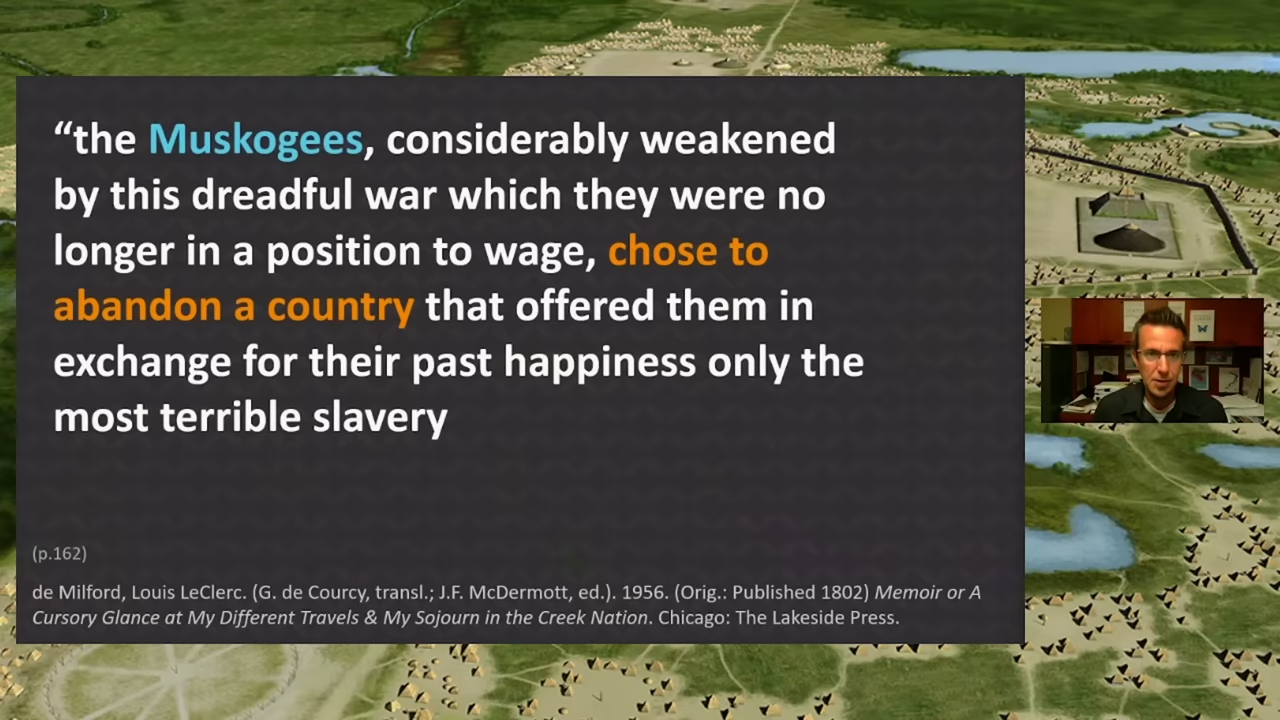 “the Muskogees, considerably weakened
by this dreadful war which they were no
longer in a position to wage, chose to
abandon a country that offered them in
exchange for their past happiness only the
most terrible slavery
(p.162)
de Milford, Louis LeClerc. (G. de Courcy, transl.; J.F. McDermott, ed.). 1956. (Orig.: Published 1802) Memoir or A
Cursory Glance at My Different Travels & My Sojourn in the Creek Nation. Chicago: The Lakeside Press.